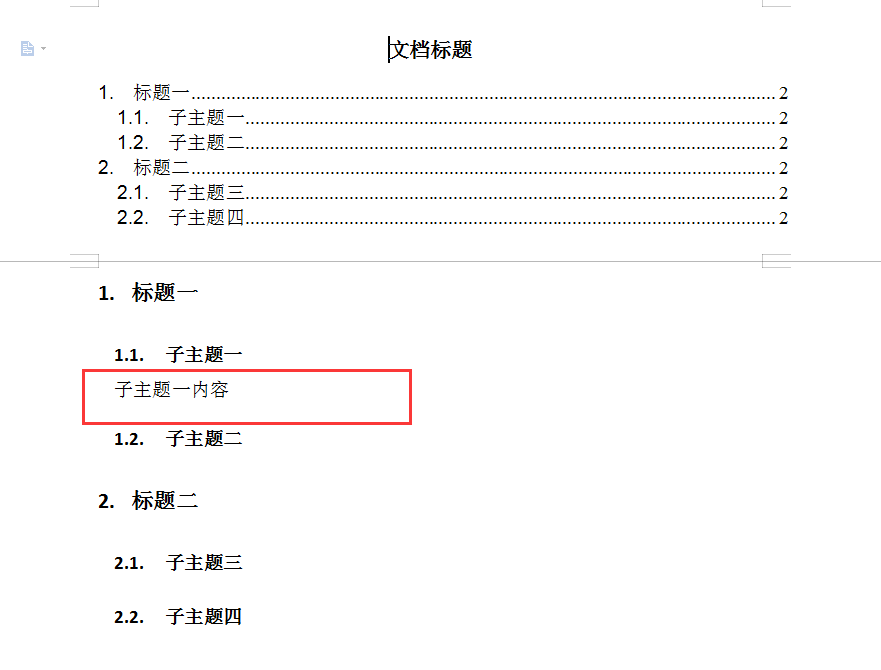 文档标题
1. 标题一........................................................................................................................ 2
1.1. 子主题一............................................................................................................. 2
1.2. 子主题二............................................................................................................. 2
2. 标题二........................................................................................................................ 2
2.1. 子主题三............................................................................................................. 2
2.2. 子主题四............................................................................................................. 2
1. 标题一
1.1. 子主题一
子主题一内容
1.2. 子主题二
2. 标题二
2.1. 子主题三
2.2. 子主题四